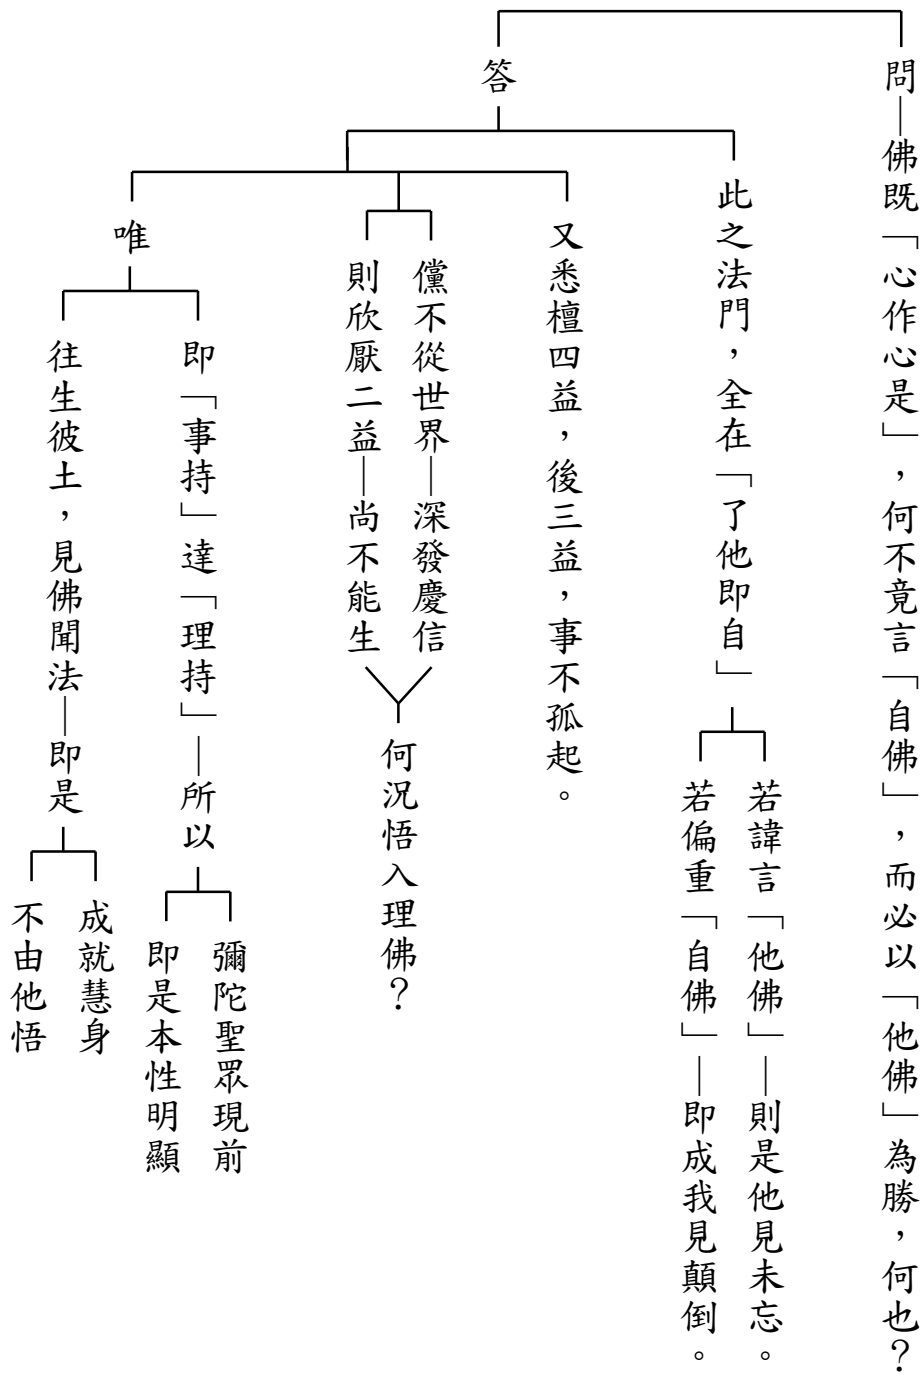 問—佛既「心作心是」，何不竟言「自佛」，而必以「他佛」為勝，何也？
答
此之法門，全在「了他即自」
若諱言「他佛」—則是他見未忘。
若偏重「自佛」—即成我見顛倒。
又悉檀四益，後三益，事不孤起。
儻不從世界—深發慶信
則欣厭二益—尚不能生
何況悟入理佛？
唯
即「事持」達「理持」—所以
彌陀聖眾現前
即是本性明顯
往生彼土，見佛聞法—即是
成就慧身
不由他悟